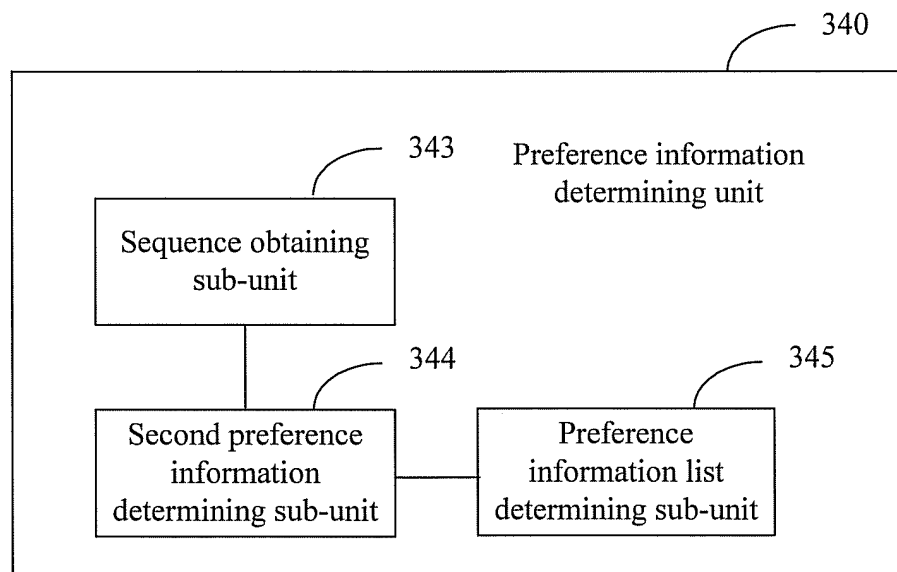 340
343
Preference information
determining unit
Sequence obtaining
sub-unit
344
345
Second preference
information
determining sub-unit
Preference
information list
determining sub-unit